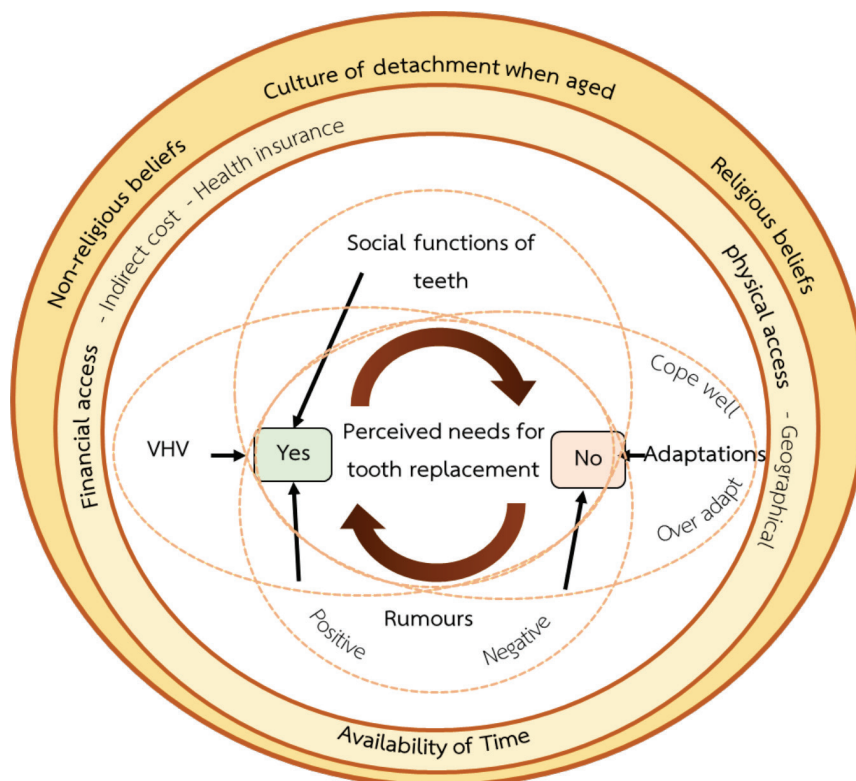 Culture of detachment when aged
Non-religious beliefs
Religious beliefs
Financial access - Indirect cost - Health insurance
physical access - Geographical
Availability of Time
Social functions of
teeth
Cope well
VHV
Yes
Perceived needs for
tooth replacement
No
Adaptations
Over adapt
Positive
Rumours
Negative